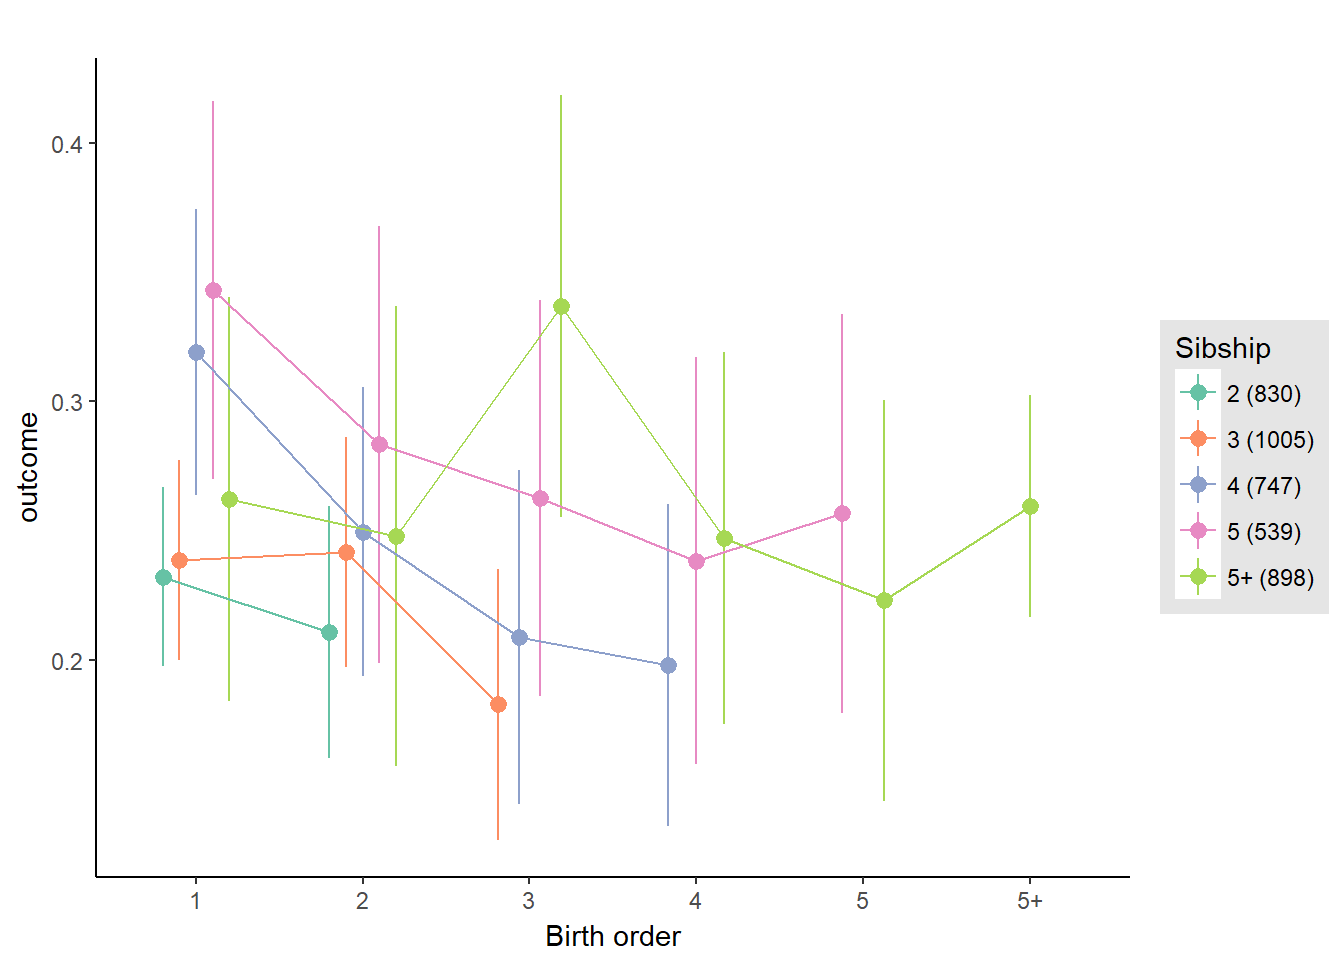 0.4
0.3
0.2
outcome
1 2 3 4 5 5+
Birth order
Sibship
2 (830)
3 (1005)
4 (747)
5 (539)
5+ (898)